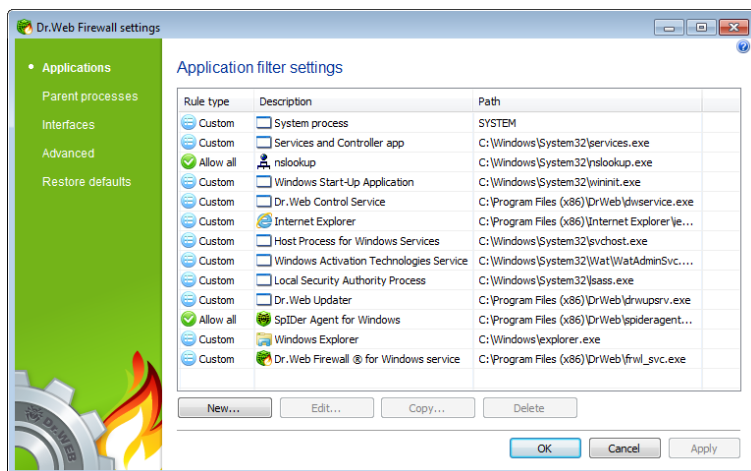 Dr.Web Firewall settings
Applications
Parent processes
Interfaces
Advanced
Restore defaults
Application filter settings
Rule type Description Path
Custom System process SYSTEM
Custom Services and Controller app C:\Windows\System32\services.exe
Allow all nslookup C:\Windows\System32\nslookup.exe
Custom Windows Start-Up Application C:\Windows\System32\wininit.exe
Custom Dr.Web Control Service C:\Program Files (x86)\DrWeb\dwservice.exe
Custom Internet Explorer C:\Program Files (x86)\Internet Explorer\ie...
Custom Host Process for Windows Services C:\Windows\System32\svchost.exe
Custom Windows Activation Technologies Service C:\Windows\System32\Wat\WatAdminSvc....
Custom Local Security Authority Process C:\Windows\System32\lsass.exe
Custom Dr.Web Updater C:\Program Files (x86)\DrWeb\drwupsrv.exe
Allow all SpIDer Agent for Windows C:\Program Files (x86)\DrWeb\spideragent...
Custom Windows Explorer C:\Windows\explorer.exe
Custom Dr.Web Firewall ® for Windows service C:\Program Files (x86)\DrWeb\frwl_svc.exe
New... Edit... Copy... Delete
OK Cancel Apply
Dr.WEB